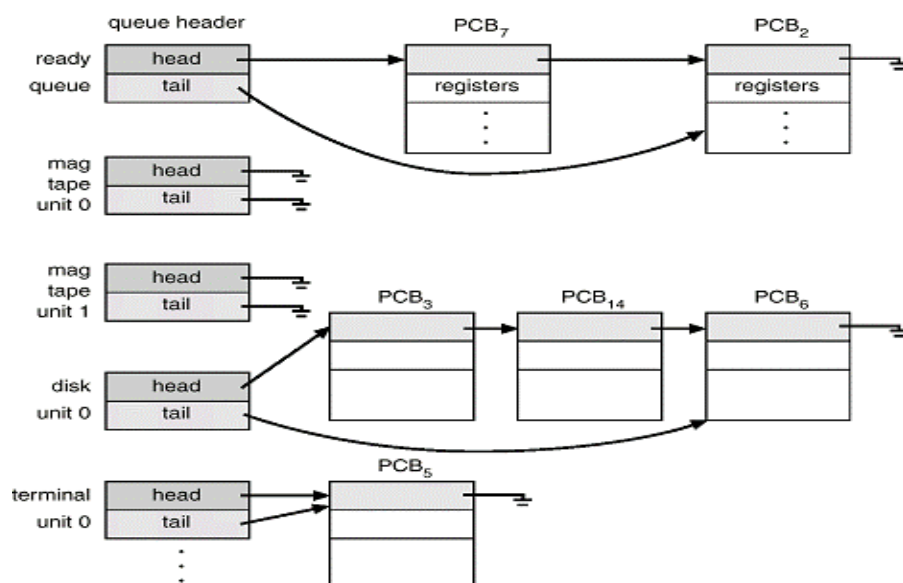 queue header
PCB7
PCB2
ready
queue
head
tail
registers
registers
mag
tape
unit 0
head
tail
mag
tape
unit 1
head
tail
PCB3
PCB14
PCB6
disk
unit 0
head
tail
PCB5
terminal
unit 0
head
tail